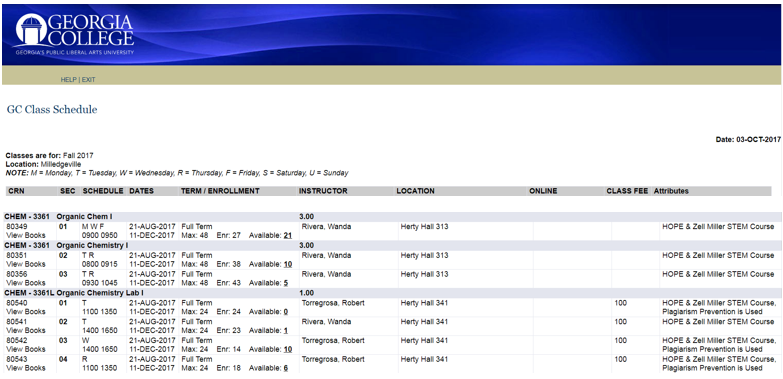 GEORGIA
COLLEGE
GEORGIA'S PUBLIC LIBERAL ARTS UNIVERSITY
HELP | EXIT
GC Class Schedule
Date: 03-OCT-2017
Classes are for: Fall 2017
Location: Milledgeville
NOTE: M = Monday, T = Tuesday, W = Wednesday, R = Thursday, F = Friday, S = Saturday, U = Sunday
CRN SEC SCHEDULE DATES TERM / ENROLLMENT INSTRUCTOR LOCATION ONLINE CLASS FEE Attributes
CHEM - 3361 Organic Chem I 3.00
80349 01 M W F 21-AUG-2017 Full Term Rivera, Wanda Herty Hall 313 HOPE & Zell Miller STEM Course
View Books 0900 0950 11-DEC-2017 Max: 48 Enr: 27 Available: 21
CHEM - 3361 Organic Chemistry I 3.00
80351 02 T R 21-AUG-2017 Full Term Rivera, Wanda Herty Hall 313 HOPE & Zell Miller STEM Course
View Books 0800 0915 11-DEC-2017 Max: 48 Enr: 38 Available: 10
80356 03 T R 21-AUG-2017 Full Term Rivera, Wanda Herty Hall 313 HOPE & Zell Miller STEM Course
View Books 0930 1045 11-DEC-2017 Max: 48 Enr: 43 Available: 5
CHEM - 3361L Organic Chemistry Lab I 1.00
80540 01 T 21-AUG-2017 Full Term Torregrosa, Robert Herty Hall 341 100 HOPE & Zell Miller STEM Course,
View Books 1100 1350 11-DEC-2017 Max: 24 Enr: 24 Available: 0 Plagiarism Prevention is Used
80541 02 T 21-AUG-2017 Full Term Rivera, Wanda Herty Hall 341 100 HOPE & Zell Miller STEM Course,
View Books 1400 1650 11-DEC-2017 Max: 24 Enr: 23 Available: 1 Plagiarism Prevention is Used
80542 03 W 21-AUG-2017 Full Term Torregrosa, Robert Herty Hall 341 100 HOPE & Zell Miller STEM Course,
View Books 1400 1650 11-DEC-2017 Max: 24 Enr: 14 Available: 10 Plagiarism Prevention is Used
80543 04 R 21-AUG-2017 Full Term Torregrosa, Robert Herty Hall 341 100 HOPE & Zell Miller STEM Course,
View Books 1100 1350 11-DEC-2017 Max: 24 Enr: 18 Available: 6 Plagiarism Prevention is Used